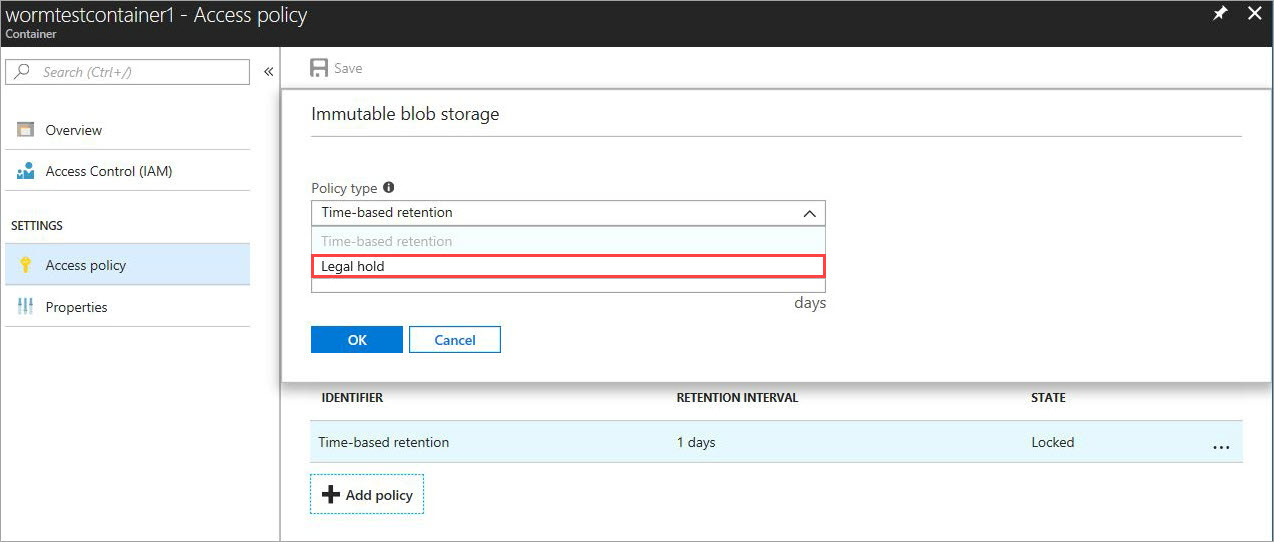 wormtestcontainer1 - Access policy
Container
Search (Ctrl+/)
«
Save
Overview
Access Control (IAM)
SETTINGS
Access policy
Properties
Immutable blob storage
Policy type
Time-based retention
Time-based retention
Legal hold
days
OK Cancel
IDENTIFIER RETENTION INTERVAL STATE
Time-based retention 1 days Locked ...
Add policy